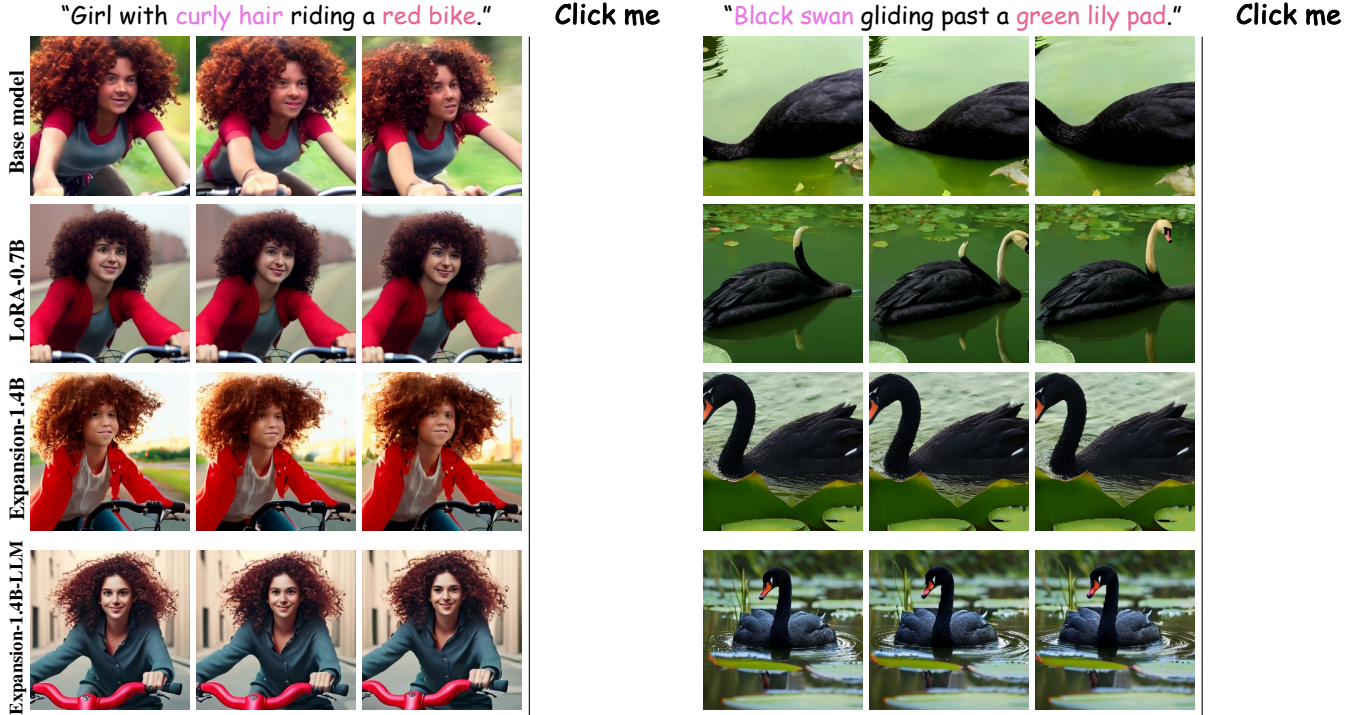 “Girl with curly hair riding a red bike.”
Click me
“Black swan gliding past a green lily pad.”
Click me
Base model
LoRA-0.7B
Expansion-1.4B
Expansion-1.4B-LLM